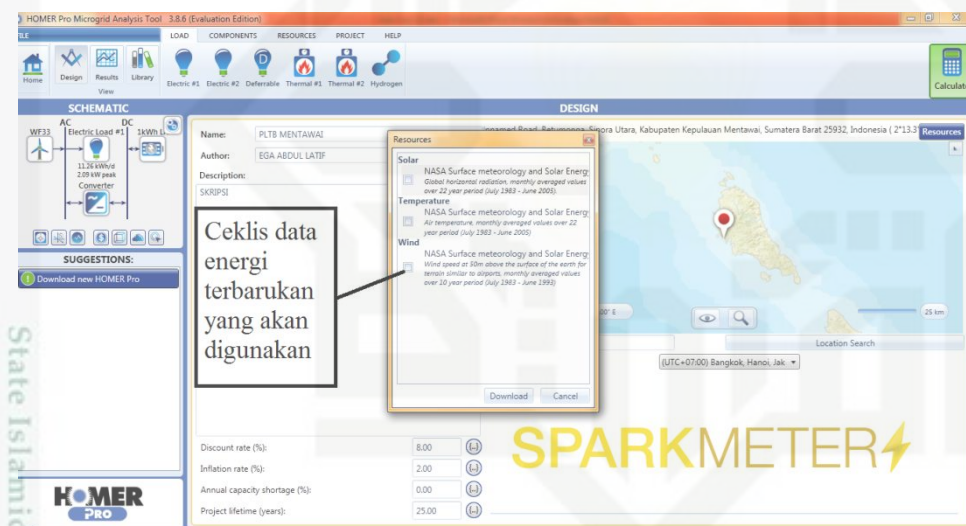 HOMER Pro Microgrid Analysis Tool 3.8.6 (Evaluation Edition)
LOAD COMPONENTS RESOURCES PROJECT HELP
Home Design Results Library Electric #1 Electric #2 Deferrable Thermal #1 Thermal #2 Hydrogen
View
Calculate
SCHEMATIC
DESIGN
AC DC
WF33 Electric Load #1 1kWh L
11.26 kWh/d
2.09 kW peak
Converter
SUGGESTIONS:
Download new HOMER Pro
HOMER
PRO
Name: PLTB MENTAWAI
Author: EGA ABDUL LATIF
Description:
SKRIPSI
Ceklis data
energi
terbarukan
yang akan
digunakan
Resources
Solar
NASA Surface meteorology and Solar Energy
Global horizontal radiation, monthly averaged values
over 22 year period (July 1983 - June 2005).
Temperature
NASA Surface meteorology and Solar Energy
Air temperature, monthly averaged values over 22
year period (July 1983 - June 2005)
Wind
NASA Surface meteorology and Solar Energy
Wind speed at 50m above the surface of the earth for
terrain similar to airports, monthly averaged values
over 10 year period (July 1983 - June 1993)
Download Cancel
Sipora Utara, Kabupaten Kepulauan Mentawai, Sumatera Barat 25932, Indonesia ( 2°13.3'
Resources
25 km
Location Search
(UTC+07:00) Bangkok, Hanoi, Jak
Discount rate (%): 8.00
Inflation rate (%): 2.00
Annual capacity shortage (%): 0.00
Project lifetime (years): 25.00
SPARKMETER
State Islamic